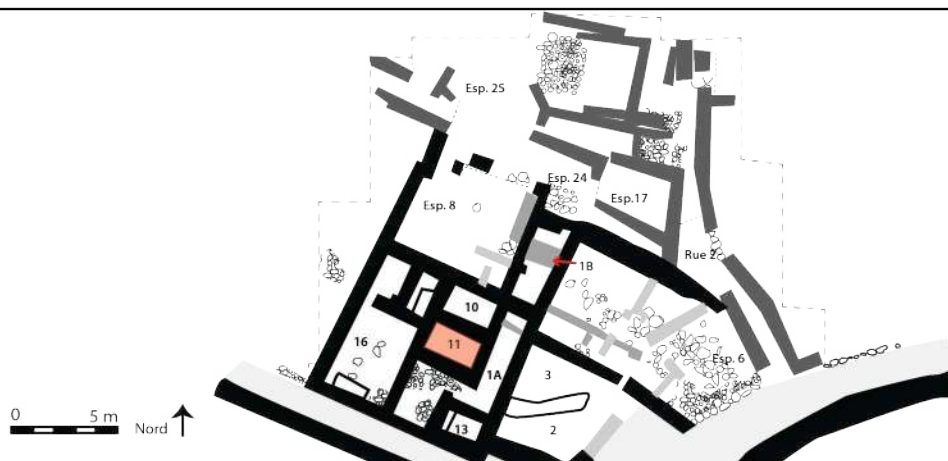 Esp. 25
Esp. 24
Esp. 8
Esp.17
Rue 2
1B
10
11
16
Esp. 6
1A
3
13
2
0
5 m
Nord